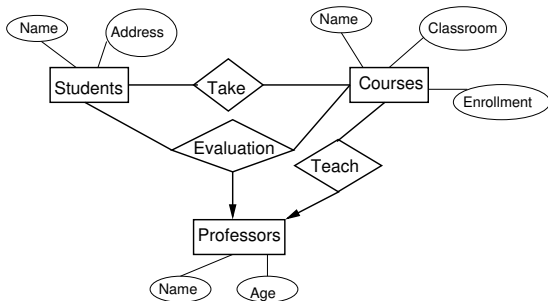 Name
Address
Name
Classroom
Students
Take
Courses
Enrollment
Evaluation
Teach
Professors
Name
Age